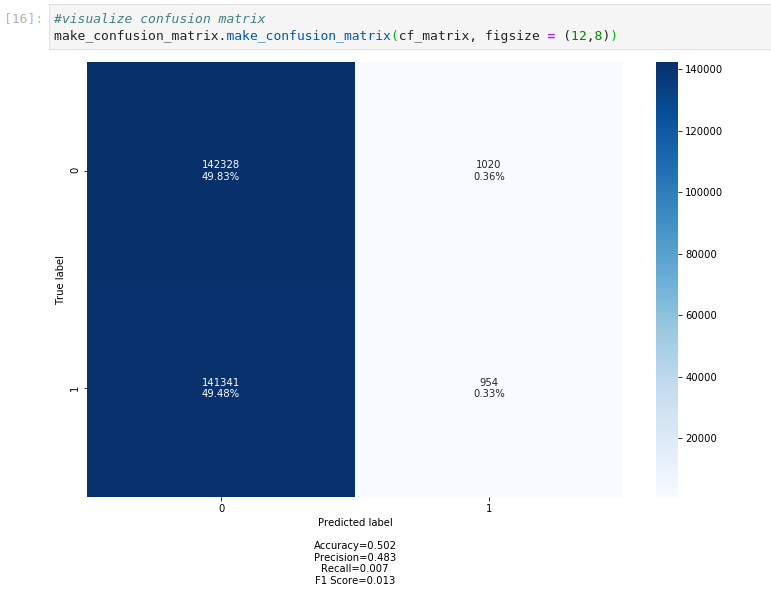 [16]: #visualize confusion matrix
make_confusion_matrix.make_confusion_matrix(cf_matrix, figsize = (12,8))
142328
49.83%
1020
0.36%
141341
49.48%
954
0.33%
0
1
True label
0
1
Predicted label
140000
120000
100000
80000
60000
40000
20000
Accuracy=0.502
Precision=0.483
Recall=0.007
F1 Score=0.013